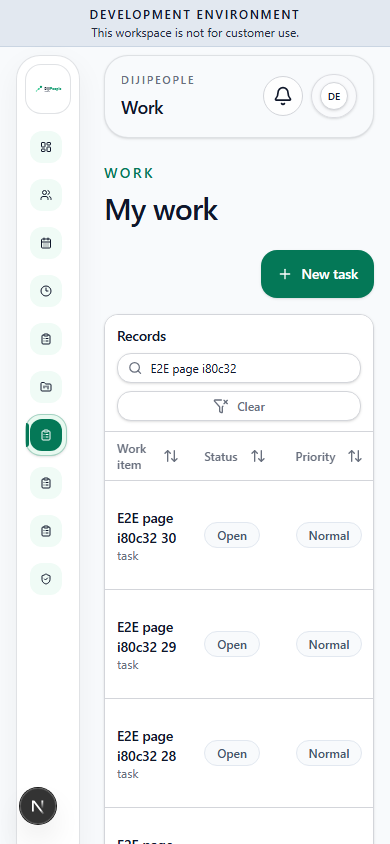 DEVELOPMENT ENVIRONMENT
This workspace is not for customer use.
DijiPeople
DIJIPEOPLE
Work
DE
WORK
My work
New task
Records
E2E page i80c32
Clear
Work item
Status
Priority
E2E page
i80c32 30
task
Open
Normal
E2E page
i80c32 29
task
Open
Normal
E2E page
i80c32 28
task
Open
Normal
N